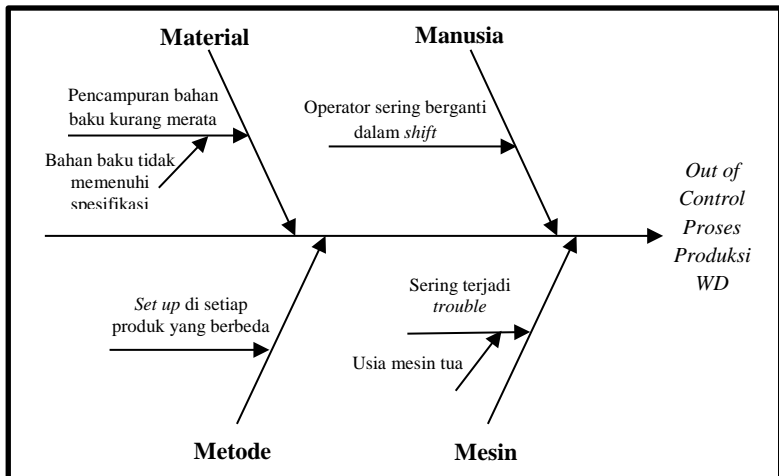 Material
Manusia
Pencampuran bahan
baku kurang merata
Bahan baku tidak
memenuhi
spesifikasi
Operator sering berganti
dalam shift
Out of
Control
Proses
Produksi
WD
Set up di setiap
produk yang berbeda
Sering terjadi
trouble
Usia mesin tua
Metode
Mesin